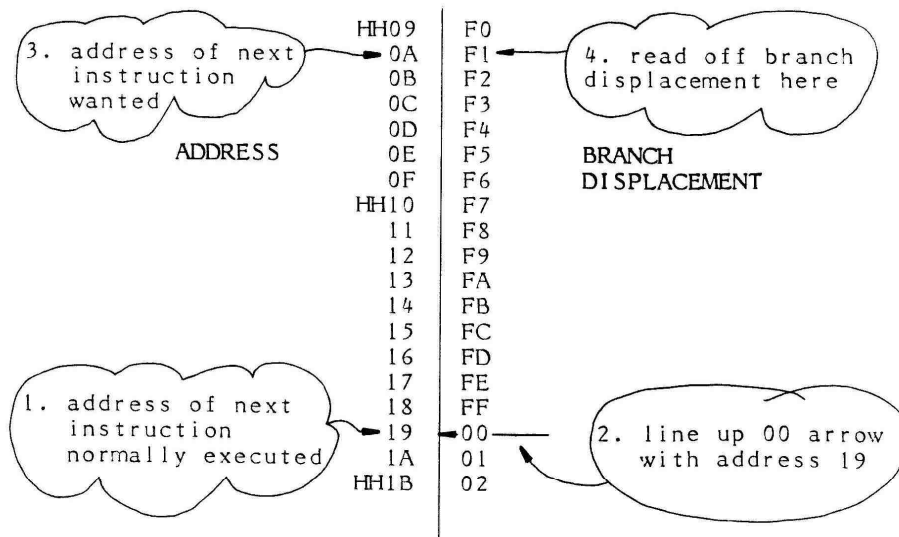 3. address of next
instruction
wanted
ADDRESS
HH09 F0
0A F1
0B F2
0C F3
0D F4
0E F5
0F F6
HH10 F7
11 F8
12 F9
13 FA
14 FB
15 FC
16 FD
17 FE
18 FF
19 00
1A 01
HH1B 02
4. read off branch
displacement here
BRANCH
DISPLACEMENT
1. address of next
instruction
normally executed
2. line up 00 arrow
with address 19